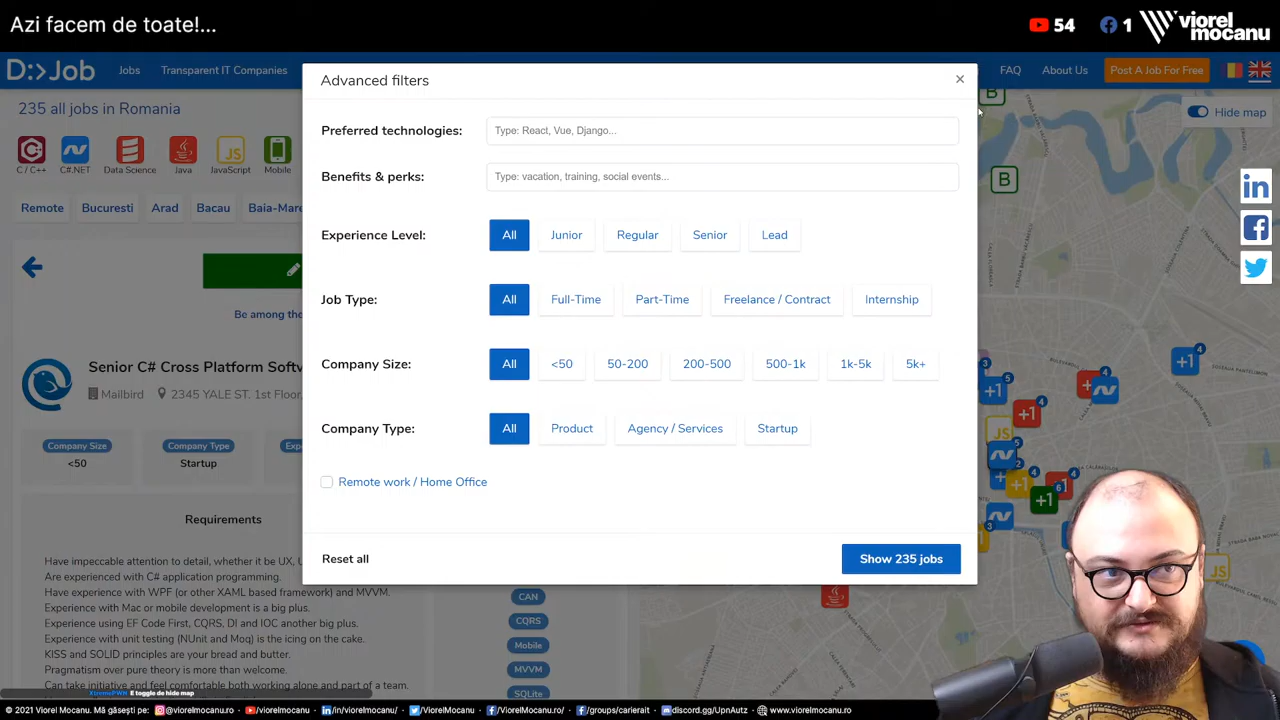 Azi facem de toate!...
54
1
viorel
mocanu
D:>Job
Jobs
Transparent IT Companies
FAQ
About Us
Post A Job For Free
235 all jobs in Romania
Hide map
C / C++
C#.NET
Data Science
Java
JavaScript
Mobile
Remote
Bucuresti
Arad
Bacau
Baia-Mare
Be among the
Senior C# Cross Platform Softw
Mailbird
2345 YALE ST. 1st Floor,
Company Size
<50
Company Type
Startup
Requirements
Have impeccable attention to detail, whether it be UX, U
Are experienced with C# application programming.
Have experience with WPF (or other XAML based framework) and MVVM.
Experience with Mac or mobile development is a big plus.
Experience using EF Code First, CQRS, DI and IOC another big plus.
Experience with unit testing (NUnit and Moq) is the icing on the cake.
KISS and SOLID principles are your bread and butter.
Pragmatism over pure theory is more than welcome.
Can take initiative and feel comfortable both working alone and part of a team.
CAN
CQRS
Mobile
MVVM
SQLite
Advanced filters
×
Preferred technologies:
Type: React, Vue, Django...
Benefits & perks:
Type: vacation, training, social events...
Experience Level:
All
Junior
Regular
Senior
Lead
Job Type:
All
Full-Time
Part-Time
Freelance / Contract
Internship
Company Size:
All
<50
50-200
200-500
500-1k
1k-5k
5k+
Company Type:
All
Product
Agency / Services
Startup
Remote work / Home Office
Reset all
Show 235 jobs
XtremePWN E toggle de hide map
© 2021 Viorel Mocanu. Mă găsești pe: @viorelmocanu.ro /viorelmocanu /in/viorelmocanu/ /ViorelMocanu /ViorelMocanu.ro/ /groups/carierait discord.gg/UpnAutz www.viorelmocanu.ro